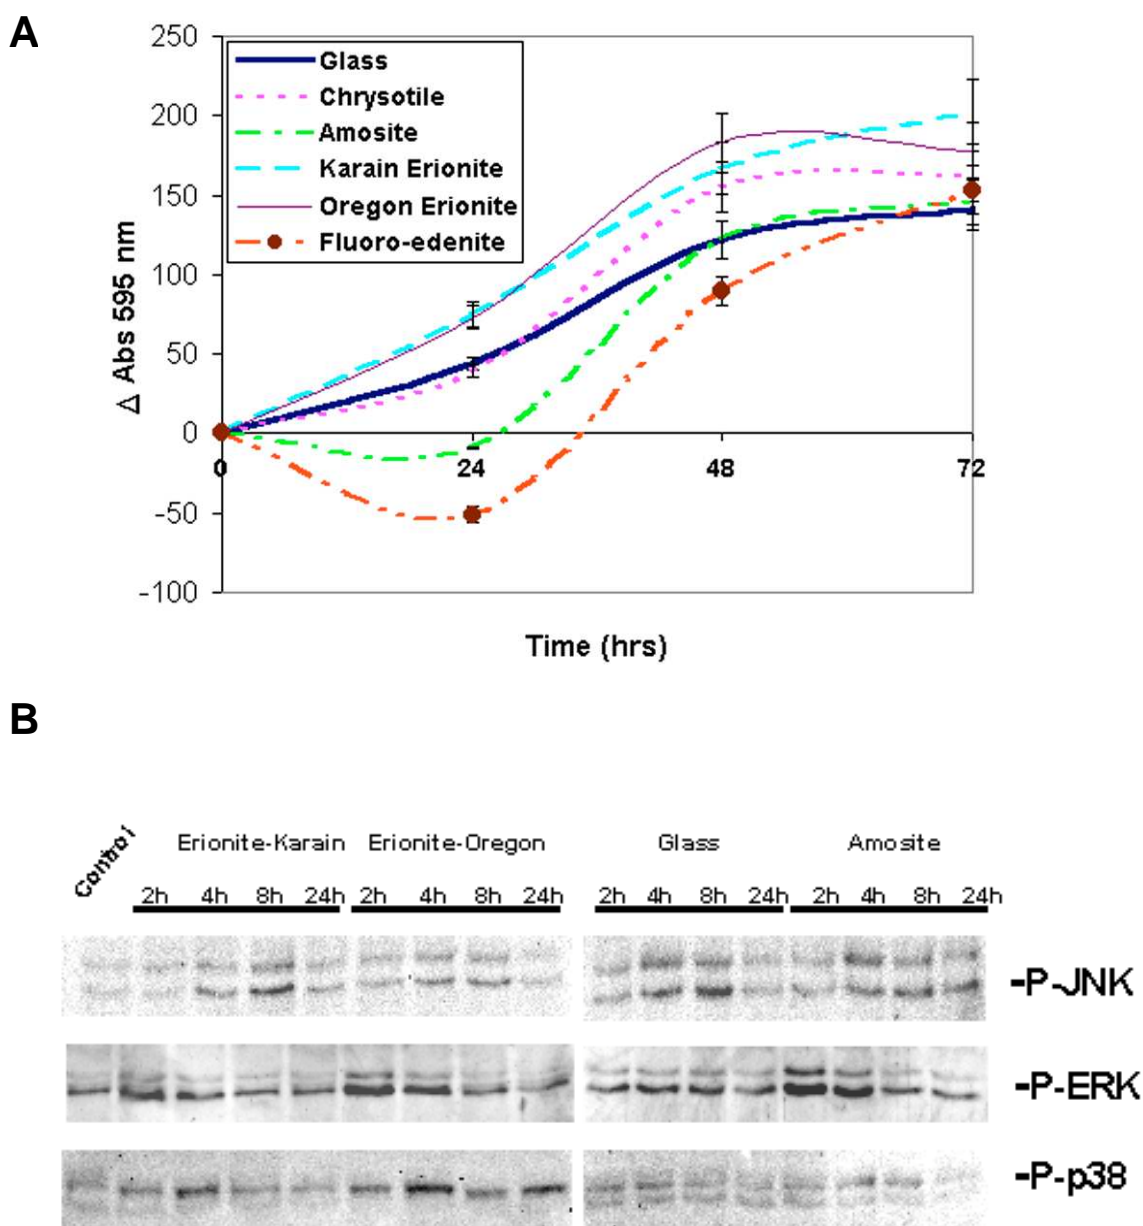 A
250
200
150
100
50
0
-50
-100
Δ Abs 595 nm
Glass
Chrysotile
Amosite
Karain Erionite
Oregon Erionite
Fluoro-edenite
0 24 48 72
Time (hrs)
B
Control Erionite-Karain Erionite-Oregon Glass Amosite
2h 4h 8h 24h 2h 4h 8h 24h 2h 4h 8h 24h 2h 4h 8h 24h
-P-JNK
-P-ERK
-P-p38